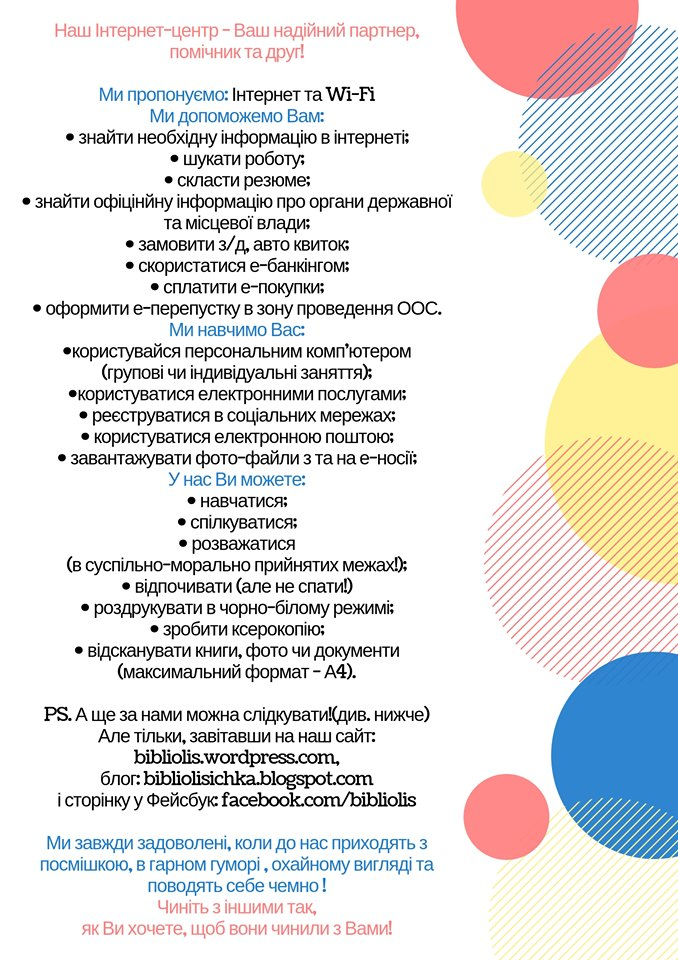 Наш Інтернет-центр - Ваш надійний партнер,
помічник та друг!
Ми пропонуємо: Інтернет та Wi-Fi
Ми допоможемо Вам:
• знайти необхідну інформацію в інтернеті;
• шукати роботу;
• скласти резюме;
• знайти офіцінйну інформацію про органи державної
та місцевої влади;
• замовити з/д, авто квиток;
• скористатися е-банкінгом;
• сплатити е-покупки;
• оформити е-перепустку в зону проведення ООС.
Ми навчимо Вас:
•користувайся персональним комп'ютером
(групові чи індивідуальні заняття);
•користуватися електронними послугами;
• реєструватися в соціальних мережах;
• користуватися електронною поштою;
• завантажувати фото-файли з та на е-носії;
У нас Ви можете:
• навчатися;
• спілкуватися;
• розважатися
(в суспільно-морально прийнятих межах!);
• відпочивати (але не спати!)
• роздрукувати в чорно-білому режимі;
• зробити ксерокопію;
• відсканувати книги, фото чи документи
(максимальний формат - А4).
PS. А ще за нами можна слідкувати!(див. нижче)
Але тільки, завітавши на наш сайт:
bibliolis.wordpress.com,
блог: bibliolisichka.blogspot.com
і сторінку у Фейсбук: facebook.com/bibliolis
Ми завжди задоволені, коли до нас приходять з
посмішкою, в гарному гуморі , охайному вигляді та
поводять себе чемно !
Чиніть з іншими так,
як Ви хочете, щоб вони чинили з Вами!